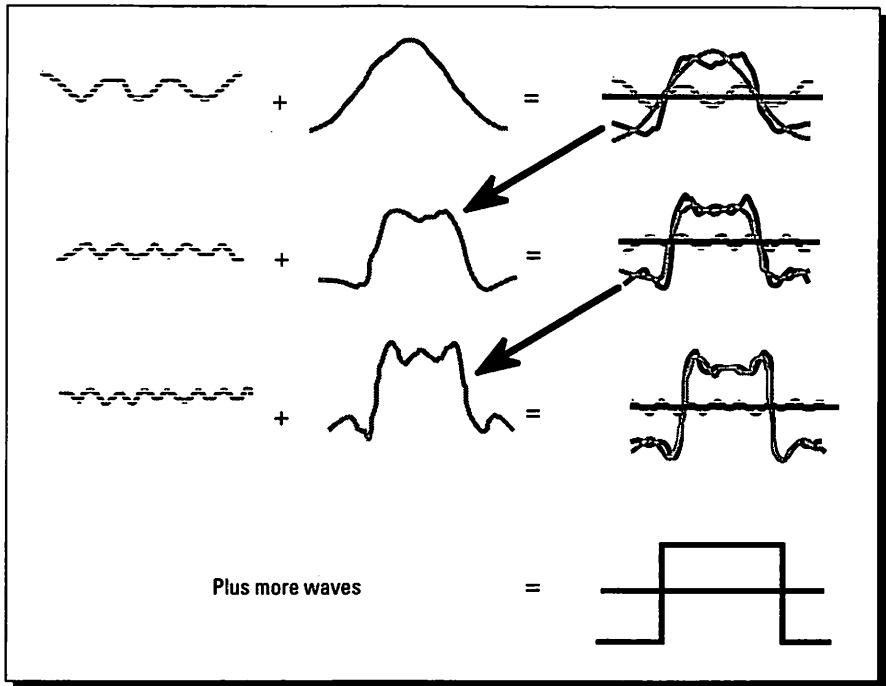 + =
+ =
+ =
Plus more waves =